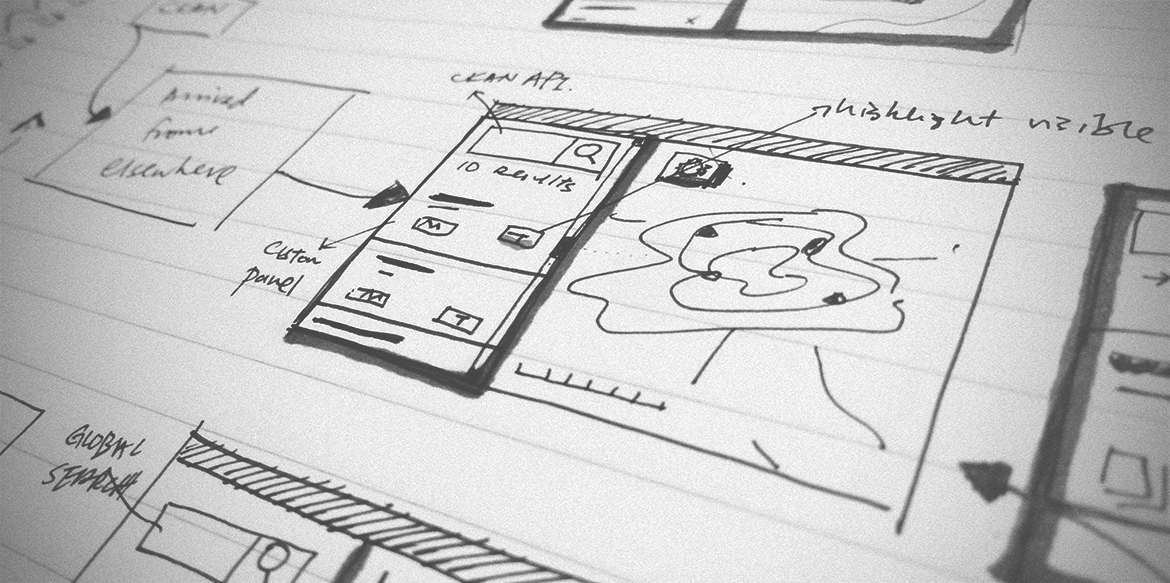 CKAN
CKAN API.
highlight visible
Arrived
from
elsewhere
10 results
M
T
Custom
panel
M
T
GLOBAL
SEARCH